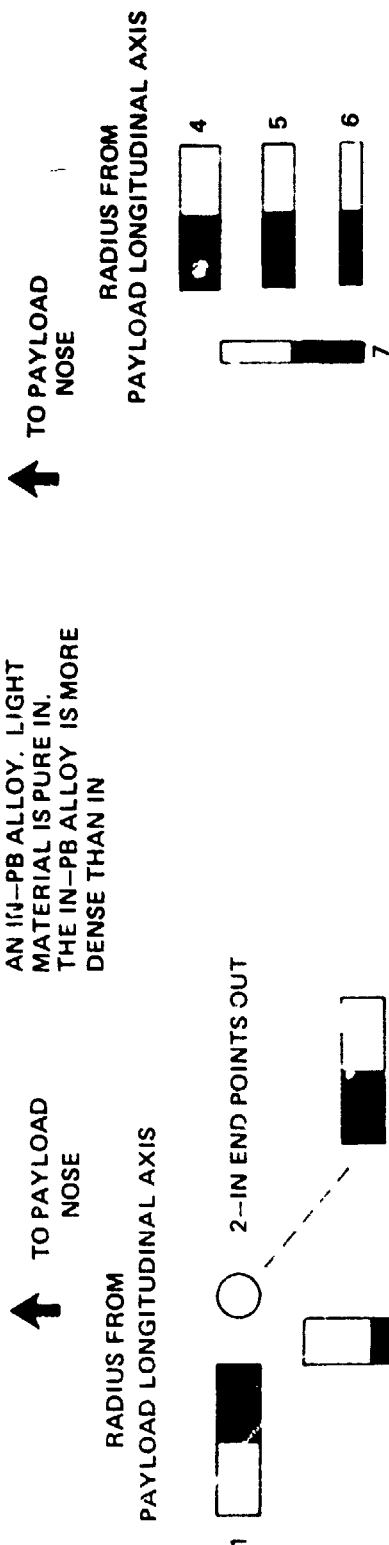 TO PAYLOAD
NOSE
RADIUS FROM
PAYLOAD LONGITUDINAL AXIS
1
2–IN END POINTS OUT
AN IN–PB ALLOY. LIGHT
MATERIAL IS PURE IN.
THE IN–PB ALLOY IS MORE
DENSE THAN IN
TO PAYLOAD
NOSE
RADIUS FROM
PAYLOAD LONGITUDINAL AXIS
4
5
6
7